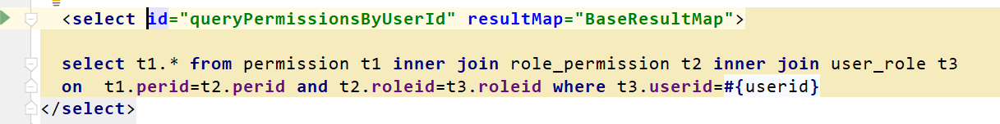 <select id="queryPermissionsByUserId" resultMap="BaseResultMap">
select t1.* from permission t1 inner join role_permission t2 inner join user_role t3
on  t1.perid=t2.perid and t2.roleid=t3.roleid where t3.userid=#{userid}
</select>